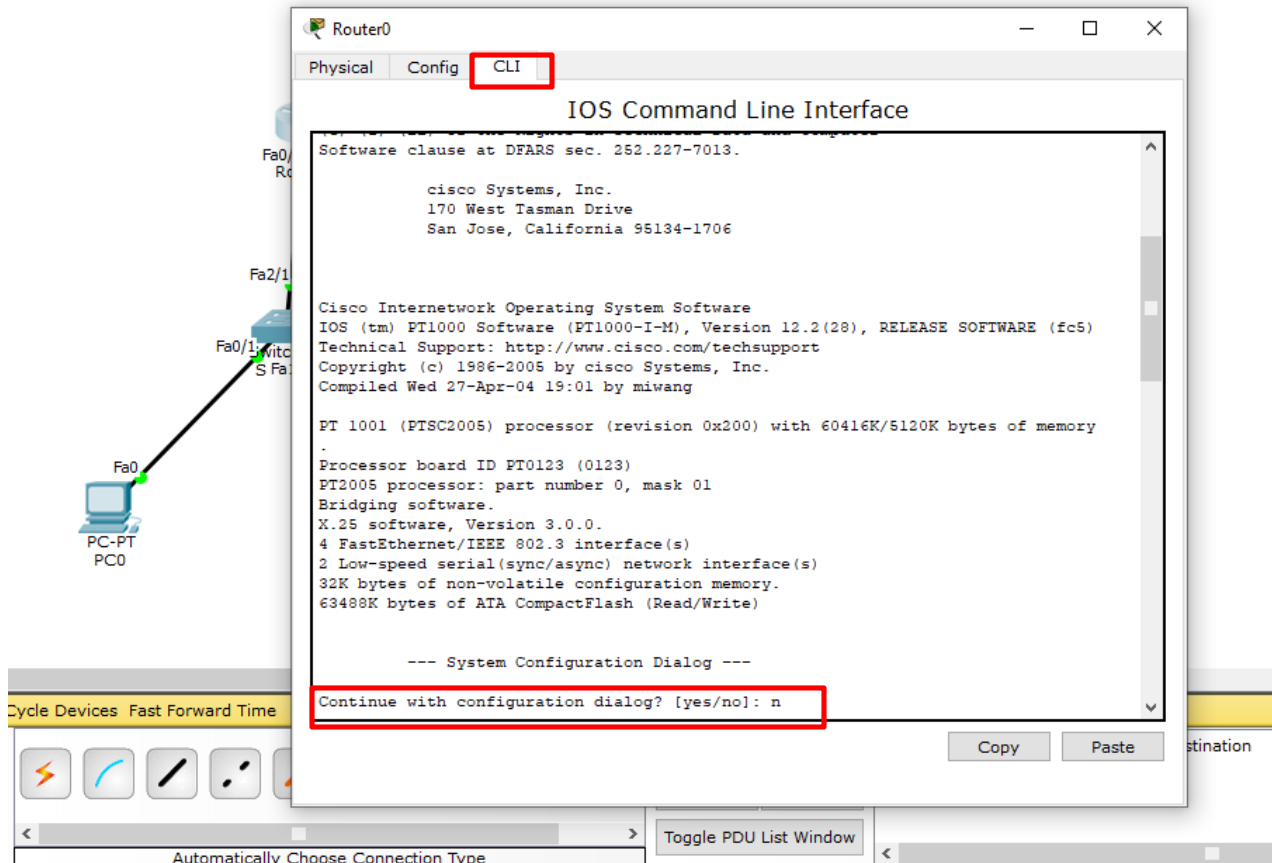 Router0
Physical Config CLI
IOS Command Line Interface
Software clause at DFARS sec. 252.227-7013.
cisco Systems, Inc.
170 West Tasman Drive
San Jose, California 95134-1706
Cisco Internetwork Operating System Software
IOS (tm) PT1000 Software (PT1000-I-M), Version 12.2(28), RELEASE SOFTWARE (fc5)
Technical Support: http://www.cisco.com/techsupport
Copyright (c) 1986-2005 by cisco Systems, Inc.
Compiled Wed 27-Apr-04 19:01 by miwang
PT 1001 (PTSC2005) processor (revision 0x200) with 60416K/5120K bytes of memory
.
Processor board ID PT0123 (0123)
PT2005 processor: part number 0, mask 01
Bridging software.
X.25 software, Version 3.0.0.
4 FastEthernet/IEEE 802.3 interface(s)
2 Low-speed serial(sync/async) network interface(s)
32K bytes of non-volatile configuration memory.
63488K bytes of ATA CompactFlash (Read/Write)
--- System Configuration Dialog ---
Continue with configuration dialog? [yes/no]: n
Copy Paste
Fa0/
Fa2/1
Fa0/1
Fa0
PC-PT
PC0
Cycle Devices Fast Forward Time
stination
Toggle PDU List Window
Automatically Choose Connection Type